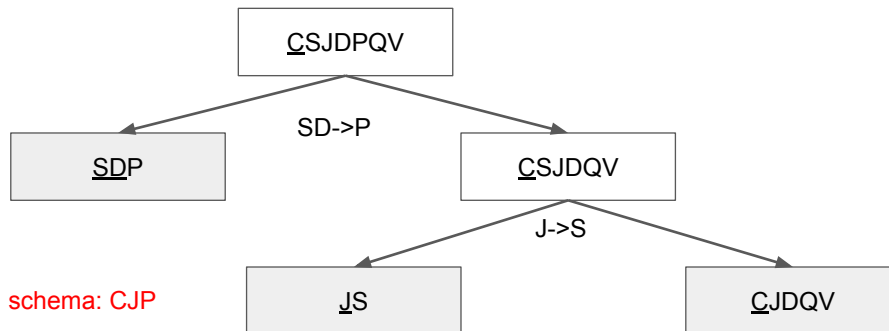 CSJDPQV
SD->P
SDP
CSJDQV
J->S
schema: CJP
JS
CJDQV